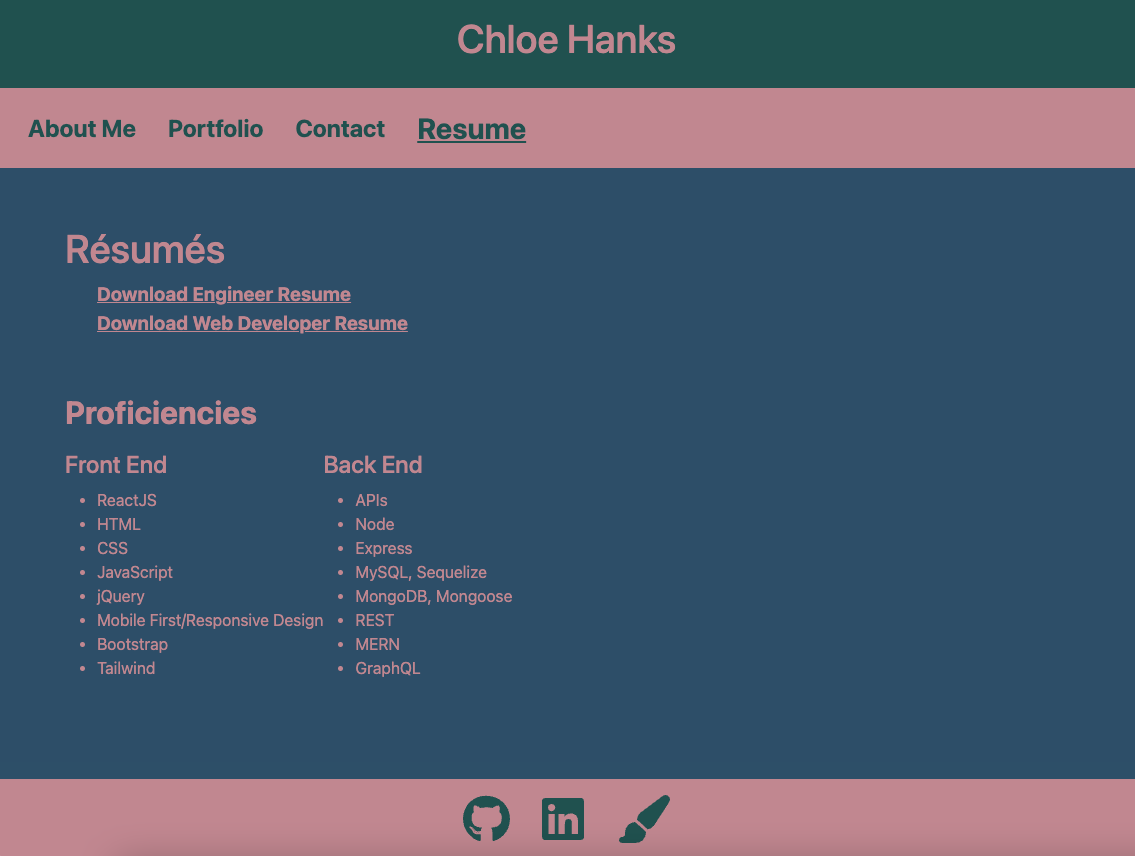 Chloe Hanks
About Me Portfolio Contact Resume
Résumés
Download Engineer Resume
Download Web Developer Resume
Proficiencies
Front End
ReactJS
HTML
CSS
JavaScript
jQuery
Mobile First/Responsive Design
Bootstrap
Tailwind
Back End
APIs
Node
Express
MySQL, Sequelize
MongoDB, Mongoose
REST
MERN
GraphQL
in